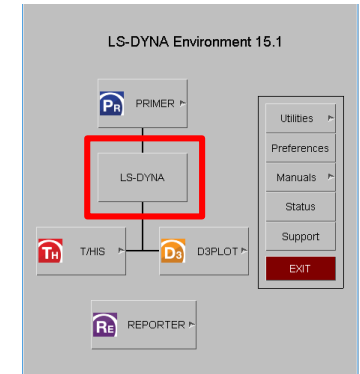 LS-DYNA Environment 15.1
PR PRIMER
Utilities
Preferences
LS-DYNA
Manuals
Status
Support
TH T/HIS
D3 D3PLOT
EXIT
RE REPORTER